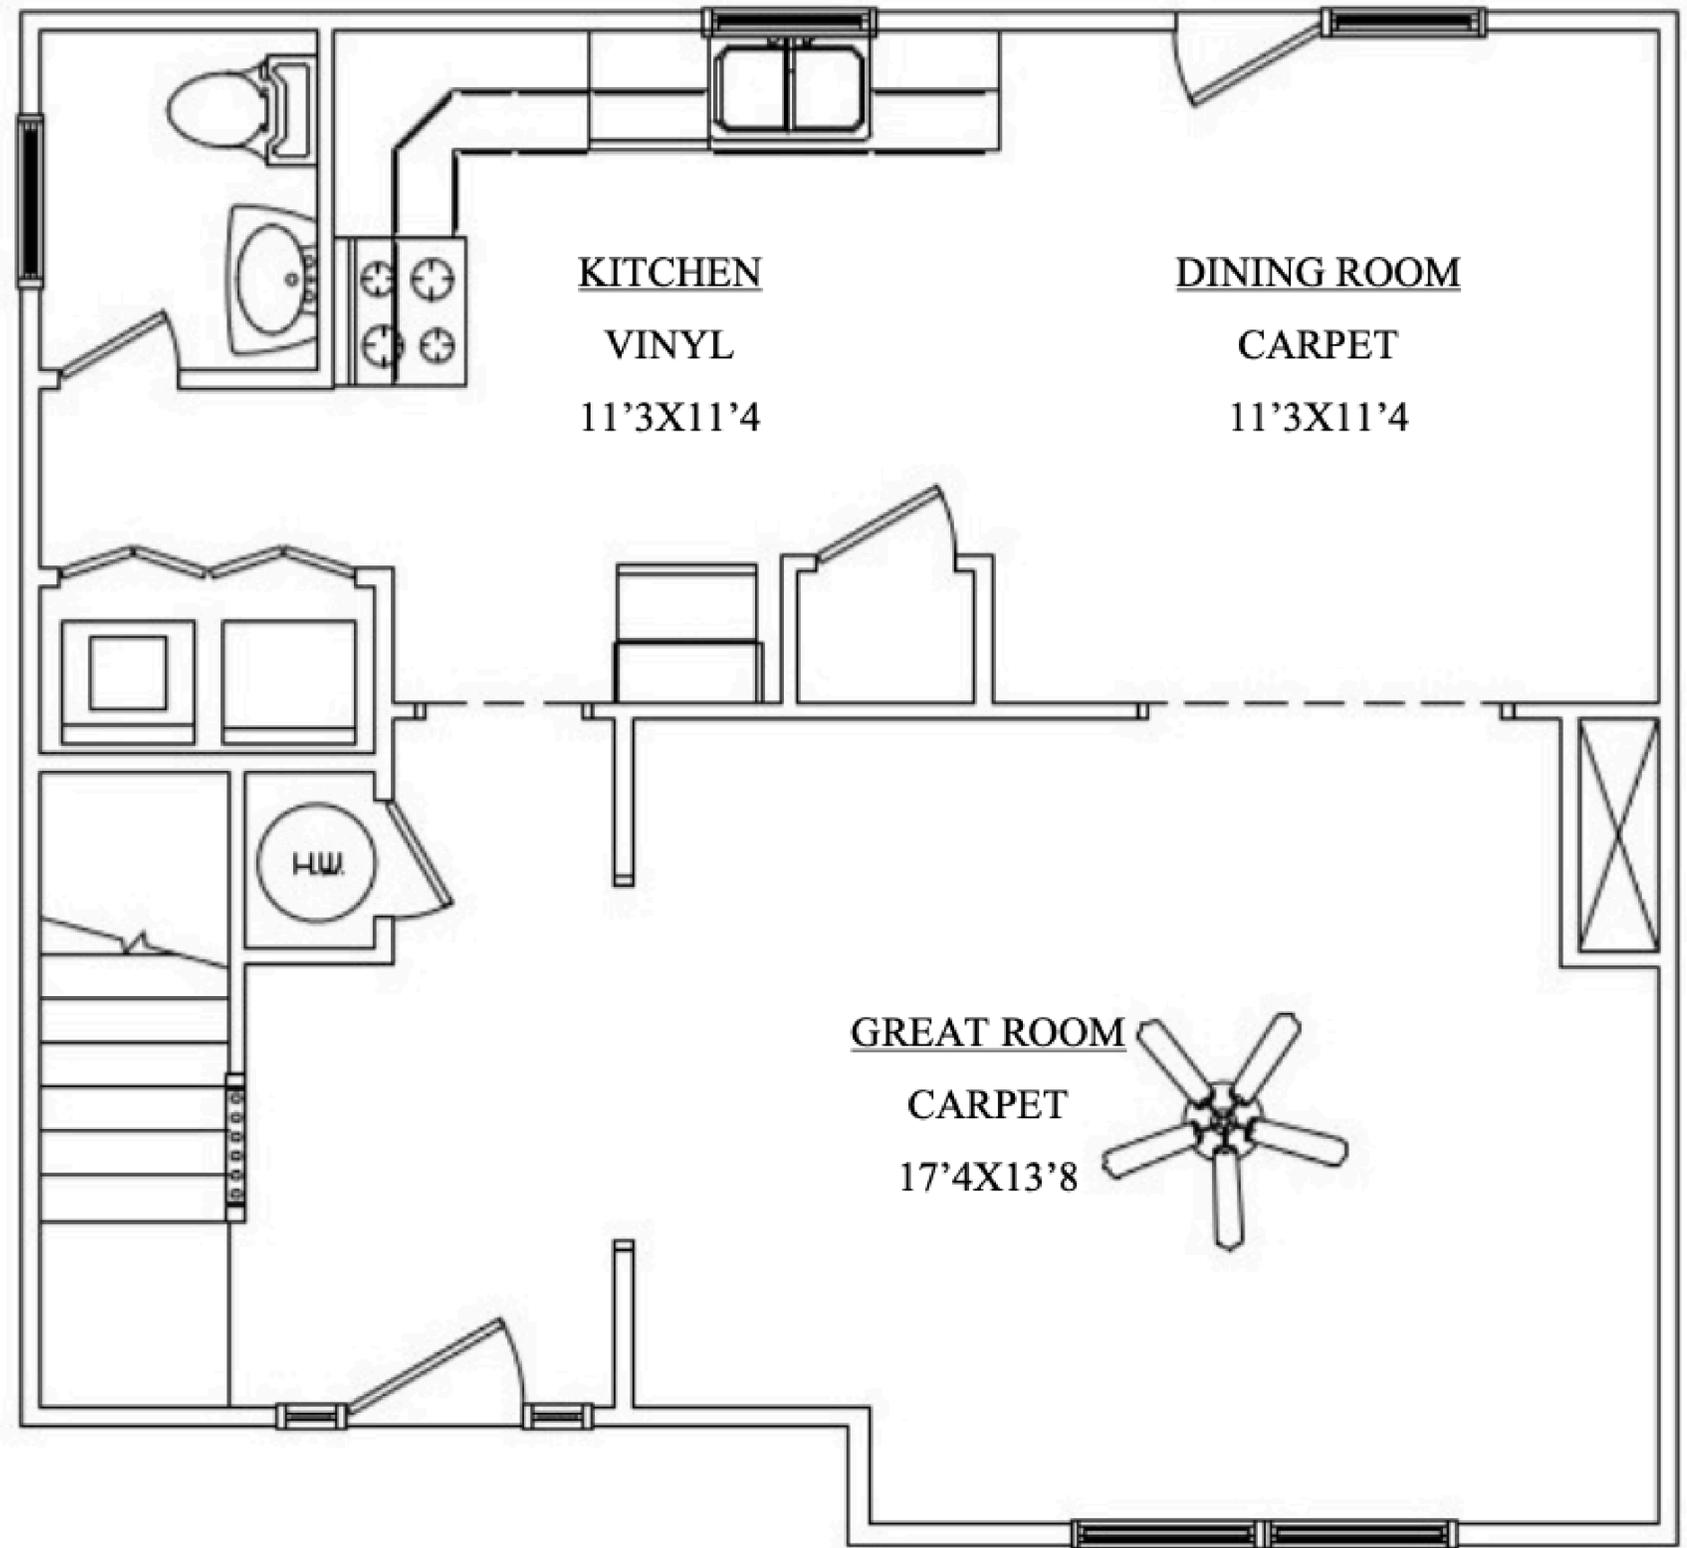 KITCHEN
VINYL
11’3X11’4
DINING ROOM
CARPET
11’3X11’4
H.W.
GREAT ROOM
CARPET
17’4X13’8